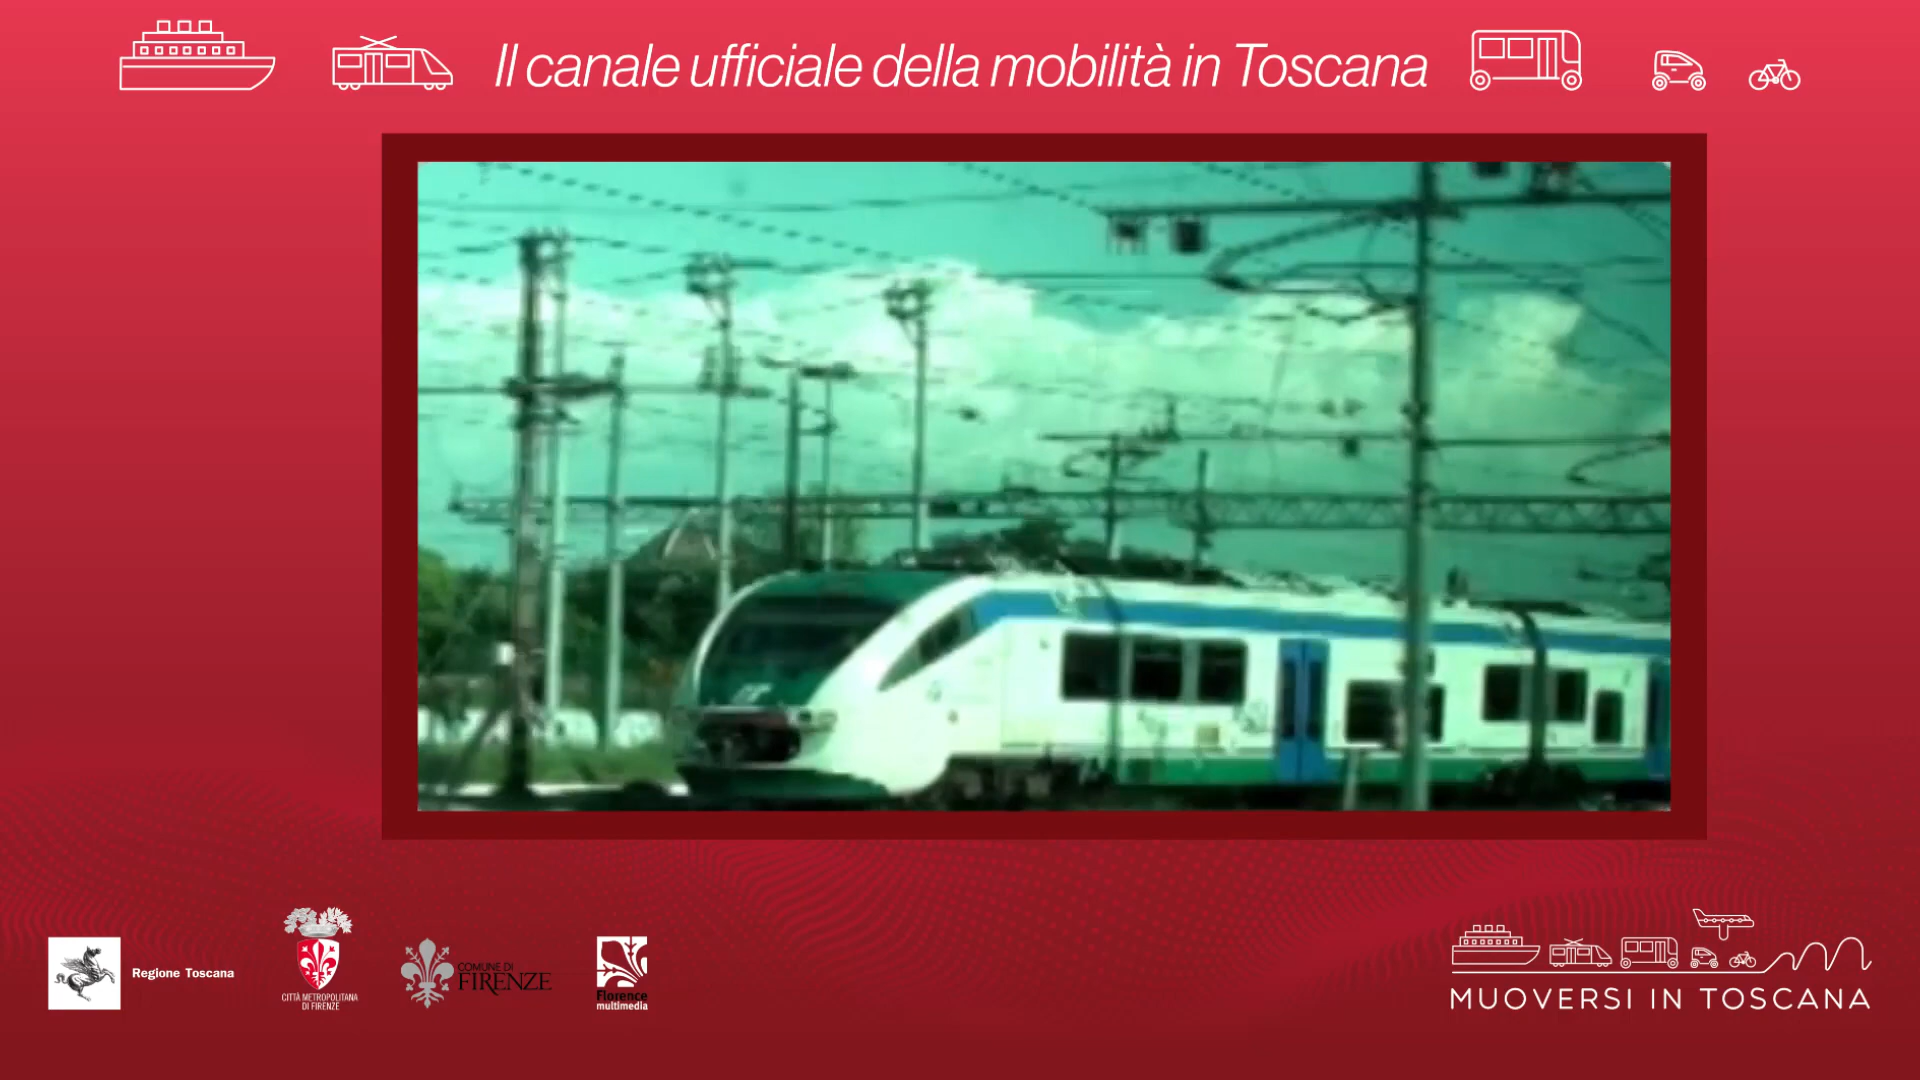 Il canale ufficiale della mobilità in Toscana
Regione Toscana
CITTÀ METROPOLITANA
DI FIRENZE
COMUNE DI
FIRENZE
Florence
multimedia
MUOVERSI IN TOSCANA